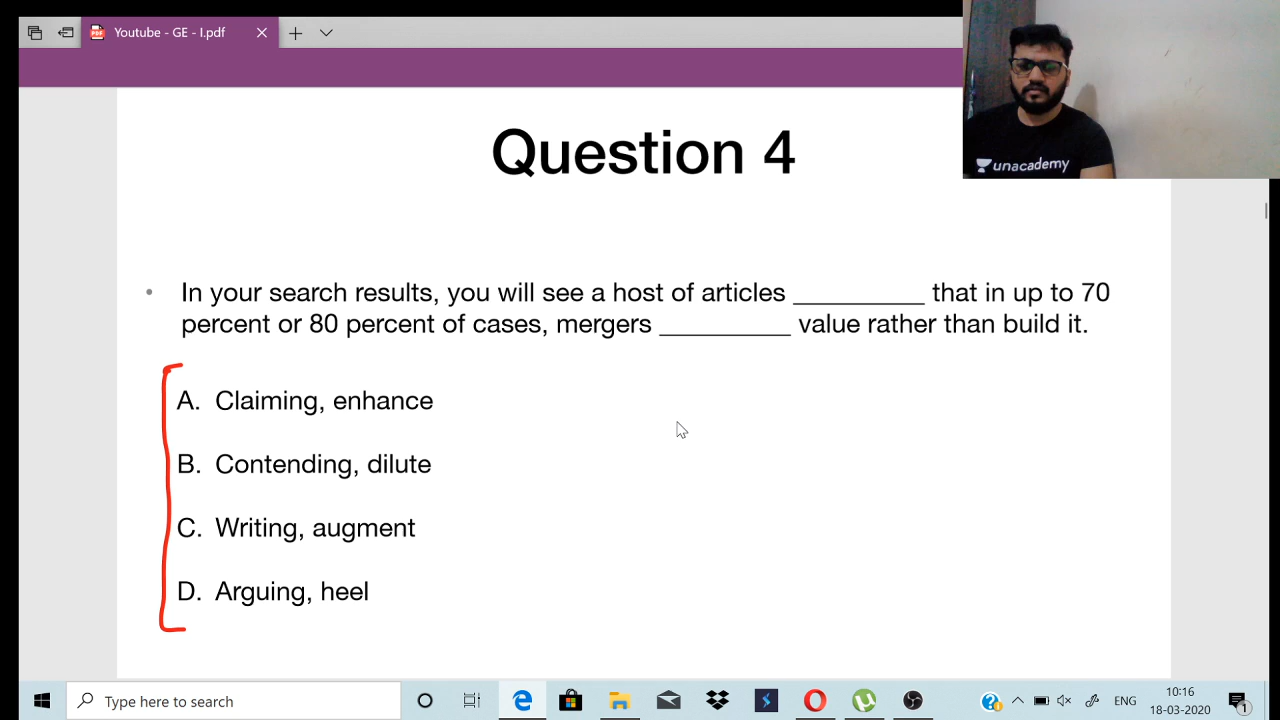 Youtube - GE - I.pdf
unacademy
Question 4
• In your search results, you will see a host of articles __________ that in up to 70
percent or 80 percent of cases, mergers __________ value rather than build it.
A. Claiming, enhance
B. Contending, dilute
C. Writing, augment
D. Arguing, heel
Type here to search
ENG
10:16
18-03-2020
1